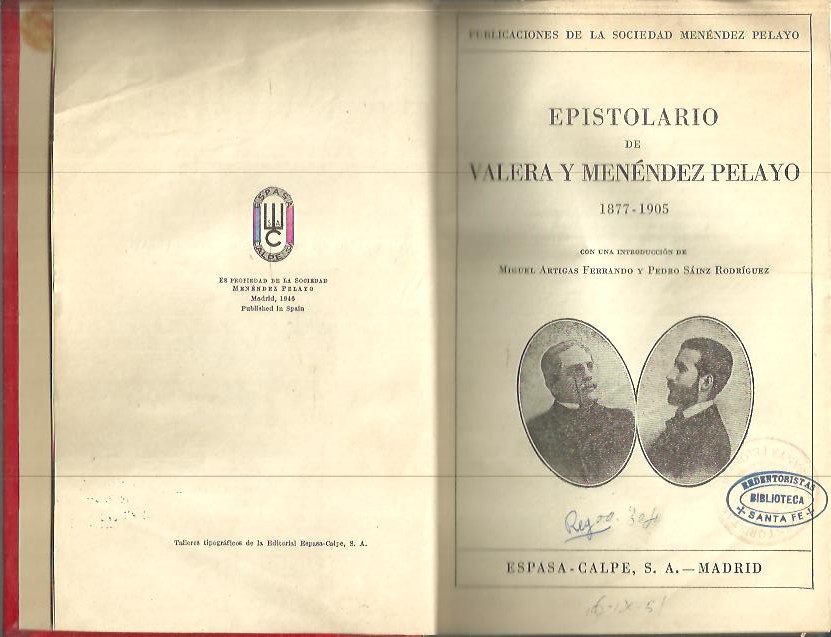 ESPASA
S A
CALPE S.A.
ES PROPIEDAD DE LA SOCIEDAD
MENÉNDEZ PELAYO
Madrid, 1946
Published in Spain
Talleres tipográficos de la Editorial Espasa-Calpe, S. A.
PUBLICACIONES DE LA SOCIEDAD MENÉNDEZ PELAYO
EPISTOLARIO
DE
VALERA Y MENÉNDEZ PELAYO
1877-1905
CON UNA INTRODUCCIÓN DE
MIGUEL ARTIGAS FERRANDO Y PEDRO SÁINZ RODRÍGUEZ
REDENTORISTAS
BIBLIOTECA
SANTA FE
Reg
ESPASA-CALPE, S. A.—MADRID